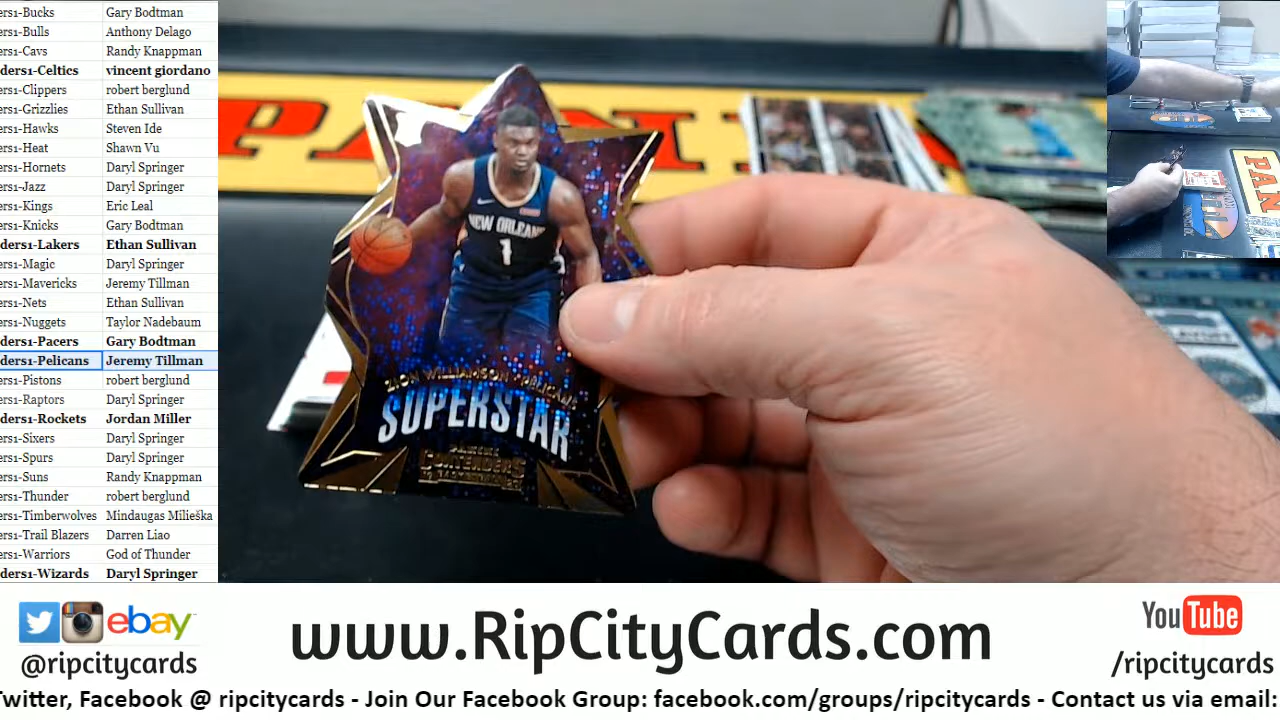 ers1-Bucks Gary Bodtman
ers1-Bulls Anthony Delago
ers1-Cavs Randy Knappman
ders1-Celtics vincent giordano
ers1-Clippers robert berglund
ers1-Grizzlies Ethan Sullivan
ers1-Hawks Steven Ide
ers1-Heat Shawn Vu
ers1-Hornets Daryl Springer
ers1-Jazz Daryl Springer
ers1-Kings Eric Leal
ers1-Knicks Gary Bodtman
ders1-Lakers Ethan Sullivan
ers1-Magic Daryl Springer
ers1-Mavericks Jeremy Tillman
ers1-Nets Ethan Sullivan
ers1-Nuggets Taylor Nadebaum
ders1-Pacers Gary Bodtman
ders1-Pelicans Jeremy Tillman
ers1-Pistons robert berglund
ers1-Raptors Daryl Springer
ders1-Rockets Jordan Miller
ers1-Sixers Daryl Springer
ers1-Spurs Daryl Springer
ers1-Suns Randy Knappman
ers1-Thunder robert berglund
ers1-Timberwolves Mindaugas Milieška
ers1-Trail Blazers Darren Liao
ers1-Warriors God of Thunder
ders1-Wizards Daryl Springer
PANINI
NEW ORLEANS
1
ZION WILLIAMSON PELICANS
SUPERSTAR
PANINI
CONTENDERS
PAN
ebay
@ripcitycards
www.RipCityCards.com
YouTube
/ripcitycards
Twitter, Facebook @ ripcitycards - Join Our Facebook Group: facebook.com/groups/ripcitycards - Contact us via email: